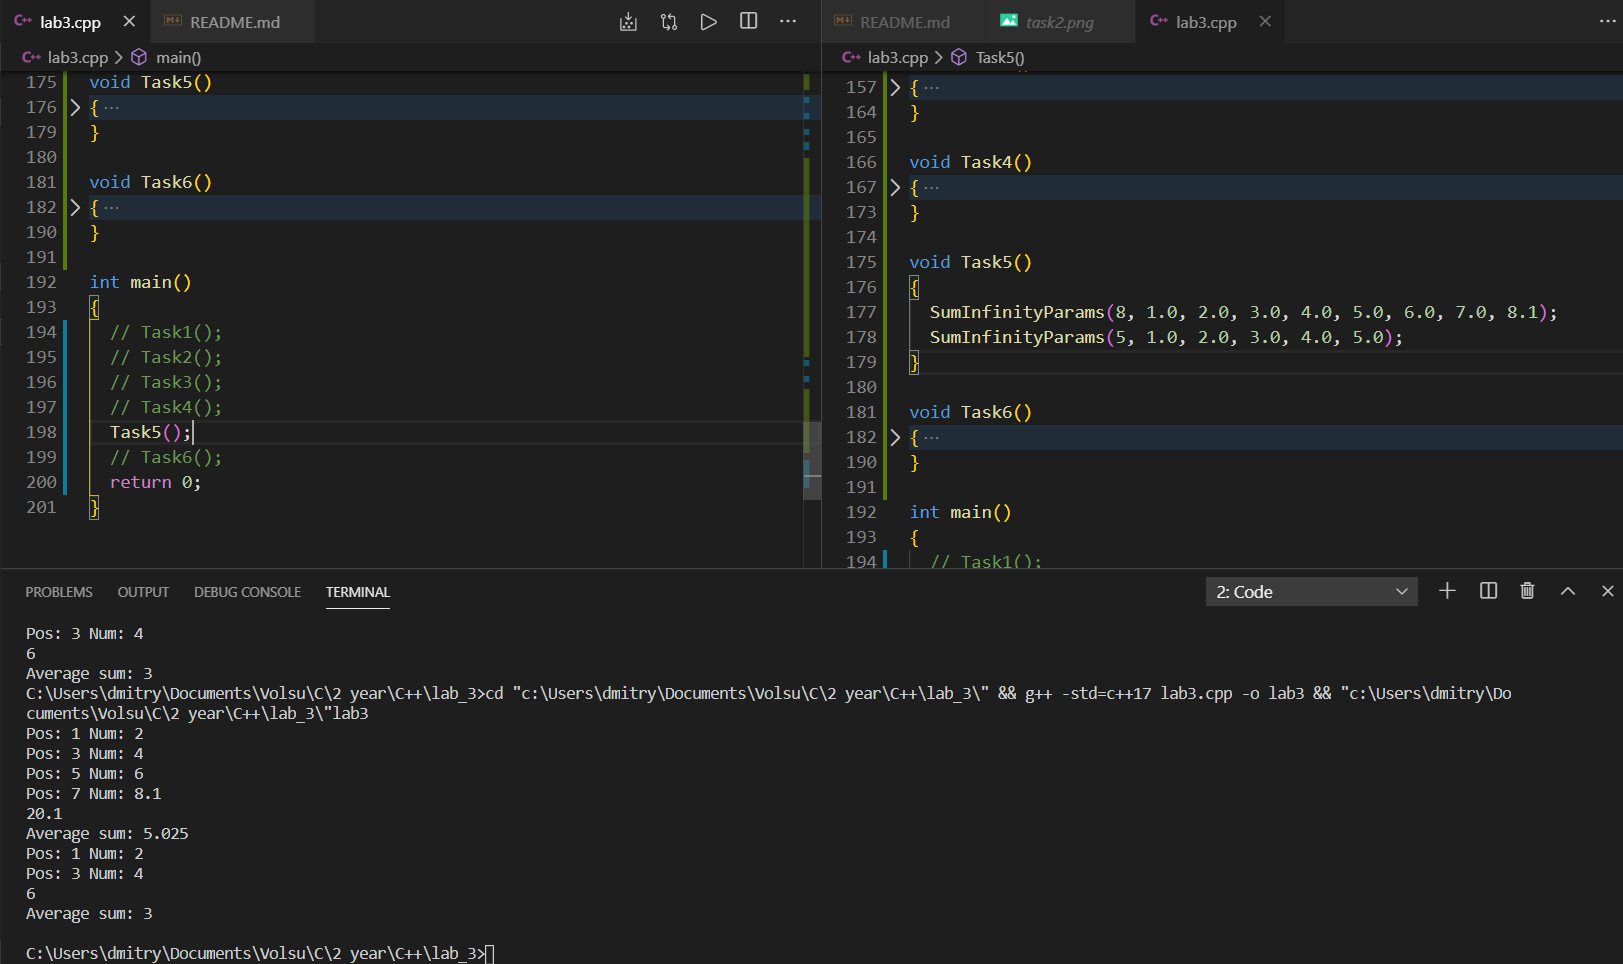 lab3.cpp README.md
lab3.cpp > main()
175 void Task5()
176 { ···
179 }
180
181 void Task6()
182 { ···
190 }
191
192 int main()
193 {
194 // Task1();
195 // Task2();
196 // Task3();
197 // Task4();
198 Task5();
199 // Task6();
200 return 0;
201 }
README.md task2.png lab3.cpp
lab3.cpp > Task5()
157 { ···
164 }
165
166 void Task4()
167 { ···
173 }
174
175 void Task5()
176 {
177 SumInfinityParams(8, 1.0, 2.0, 3.0, 4.0, 5.0, 6.0, 7.0, 8.1);
178 SumInfinityParams(5, 1.0, 2.0, 3.0, 4.0, 5.0);
179 }
180
181 void Task6()
182 { ···
190 }
191
192 int main()
193 {
194 // Task1();
PROBLEMS OUTPUT DEBUG CONSOLE TERMINAL 2: Code
Pos: 3 Num: 4
6
Average sum: 3
C:\Users\dmitry\Documents\Volsu\C\2 year\C++\lab_3>cd "c:\Users\dmitry\Documents\Volsu\C\2 year\C++\lab_3\" && g++ -std=c++17 lab3.cpp -o lab3 && "c:\Users\dmitry\Do
cuments\Volsu\C\2 year\C++\lab_3\"lab3
Pos: 1 Num: 2
Pos: 3 Num: 4
Pos: 5 Num: 6
Pos: 7 Num: 8.1
20.1
Average sum: 5.025
Pos: 1 Num: 2
Pos: 3 Num: 4
6
Average sum: 3
C:\Users\dmitry\Documents\Volsu\C\2 year\C++\lab_3>